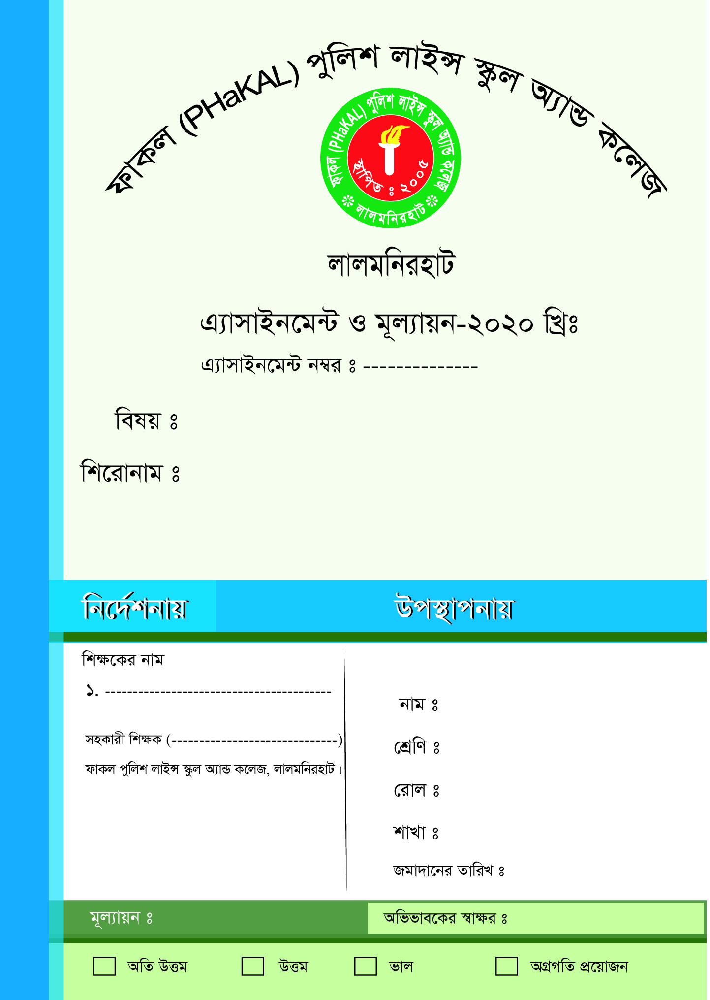 ফাকল (PHaKAL) পুলিশ লাইন্স স্কুল অ্যান্ড কলেজ
ফাকল (PHaKAL) পুলিশ লাইন্স স্কুল অ্যান্ড কলেজ
স্থাপিত ঃ ২০০৫
লালমনিরহাট
লালমনিরহাট
এ্যাসাইনমেন্ট ও মূল্যায়ন-২০২০ খ্রিঃ
এ্যাসাইনমেন্ট নম্বর ঃ --------------
বিষয় ঃ
শিরোনাম ঃ
নির্দেশনায়
উপস্থাপনায়
শিক্ষকের নাম
১. -----------------------------------------
সহকারী শিক্ষক (------------------------------)
ফাকল পুলিশ লাইন্স স্কুল অ্যান্ড কলেজ, লালমনিরহাট।
নাম ঃ
শ্রেণি ঃ
রোল ঃ
শাখা ঃ
জমাদানের তারিখ ঃ
মূল্যায়ন ঃ
অভিভাবকের স্বাক্ষর ঃ
অতি উত্তম
উত্তম
ভাল
অগ্রগতি প্রয়োজন